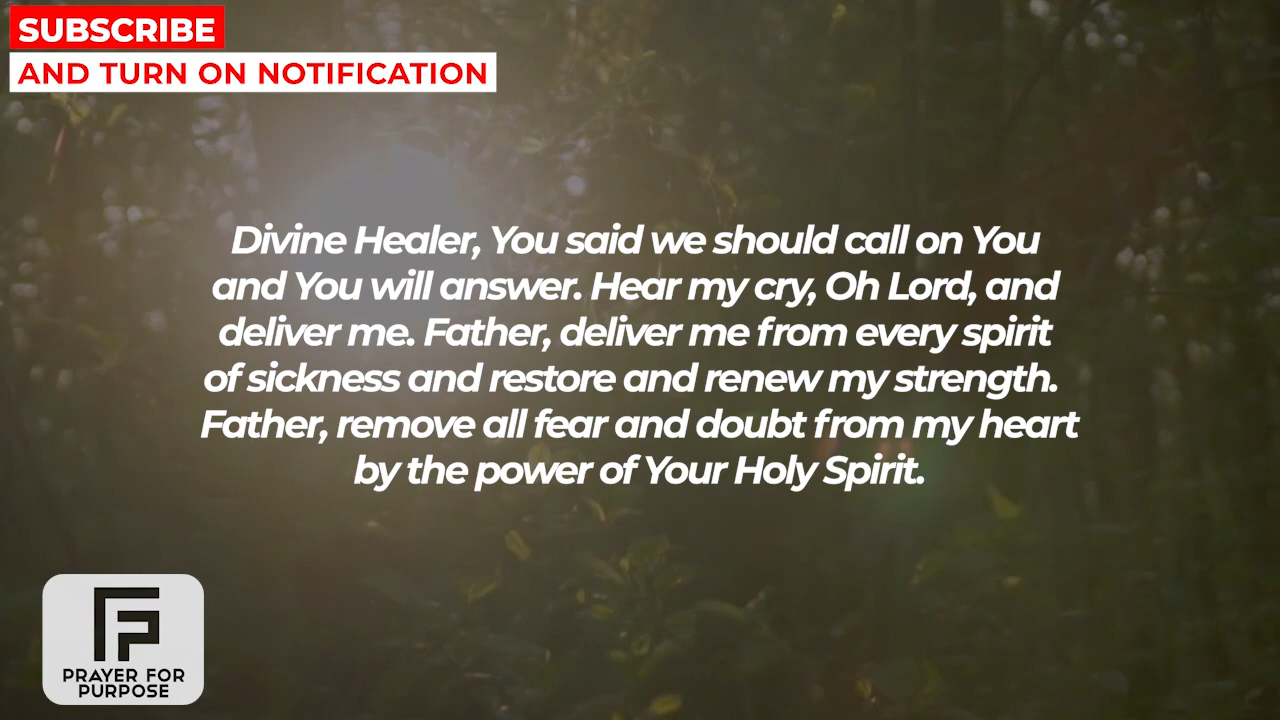 SUBSCRIBE
AND TURN ON NOTIFICATION
Divine Healer, You said we should call on You
and You will answer. Hear my cry, Oh Lord, and
deliver me. Father, deliver me from every spirit
of sickness and restore and renew my strength.
Father, remove all fear and doubt from my heart
by the power of Your Holy Spirit.
PRAYER FOR
PURPOSE